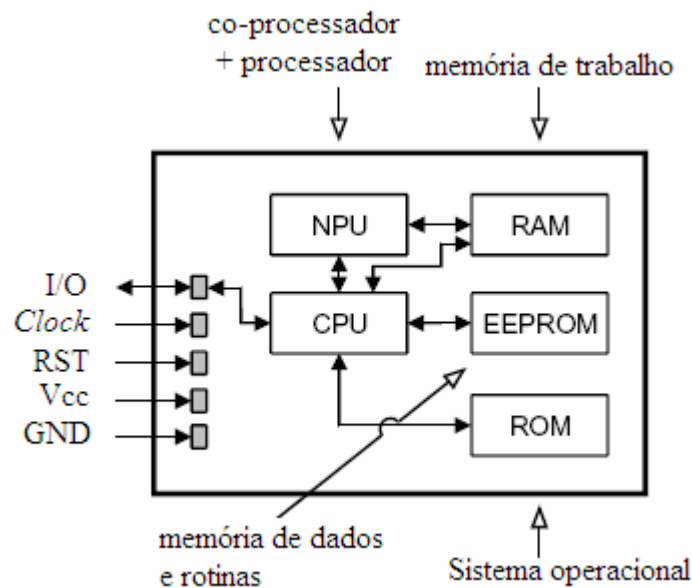 co-processador
+ processador
memória de trabalho
NPU
RAM
I/O
CPU
EEPROM
Clock
RST
Vcc
ROM
GND
memória de dados
e rotinas
Sistema operacional